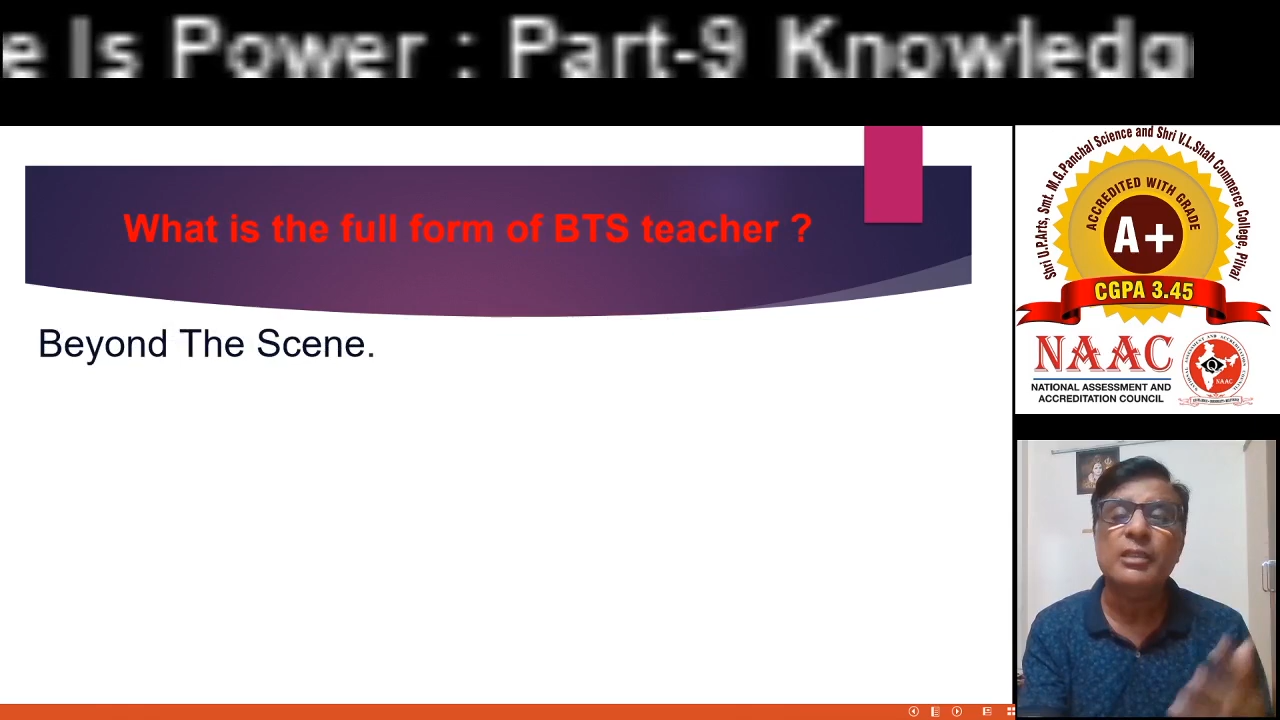 e Is Power : Part-9 Knowledg
What is the full form of BTS teacher ?
Beyond The Scene.
Shri U.P.Arts, Smt. M.G.Panchal Science and Shri V.L.Shah Commerce College, Pilvai
ACCREDITED WITH GRADE
A+
CGPA 3.45
NAAC
NATIONAL ASSESSMENT AND
ACCREDITATION COUNCIL
NAAC